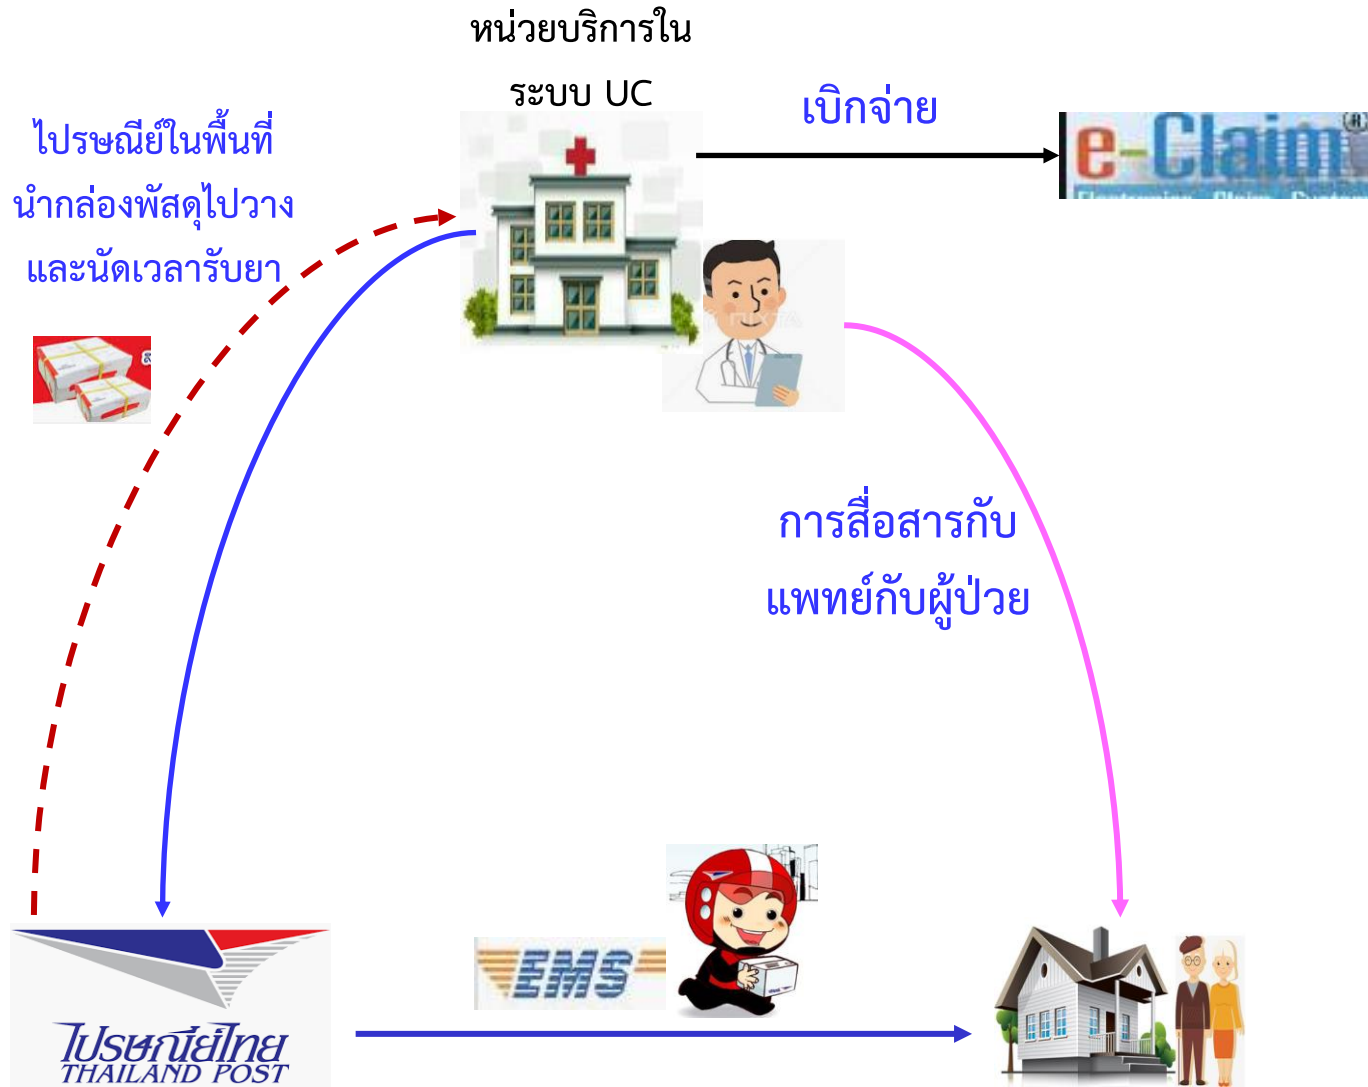 หน่วยบริการใน
ระบบ UC
เบิกจ่าย
e-Claim
ไปรษณีย์ในพื้นที่
นำกล่องพัสดุไปวาง
และนัดเวลารับยา
การสื่อสารกับ
แพทย์กับผู้ป่วย
EMS
ไปรษณีย์ไทย
THAILAND POST